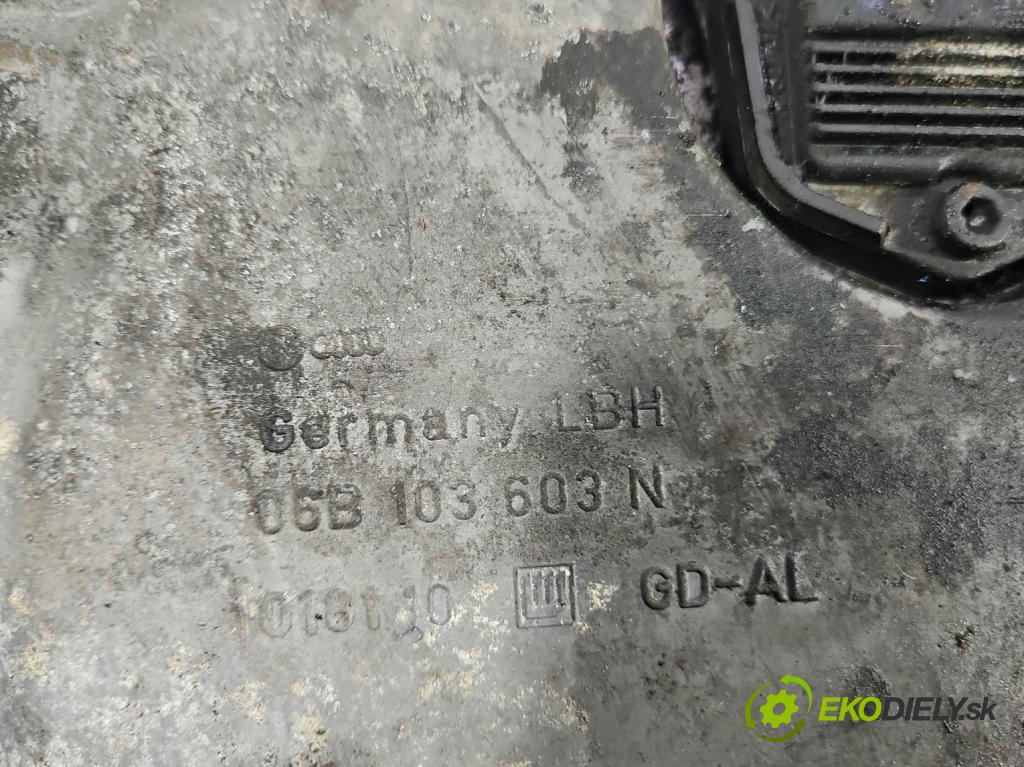 Germany LBH
06B 103 603 N
GD-AL
EKODIELY.sk